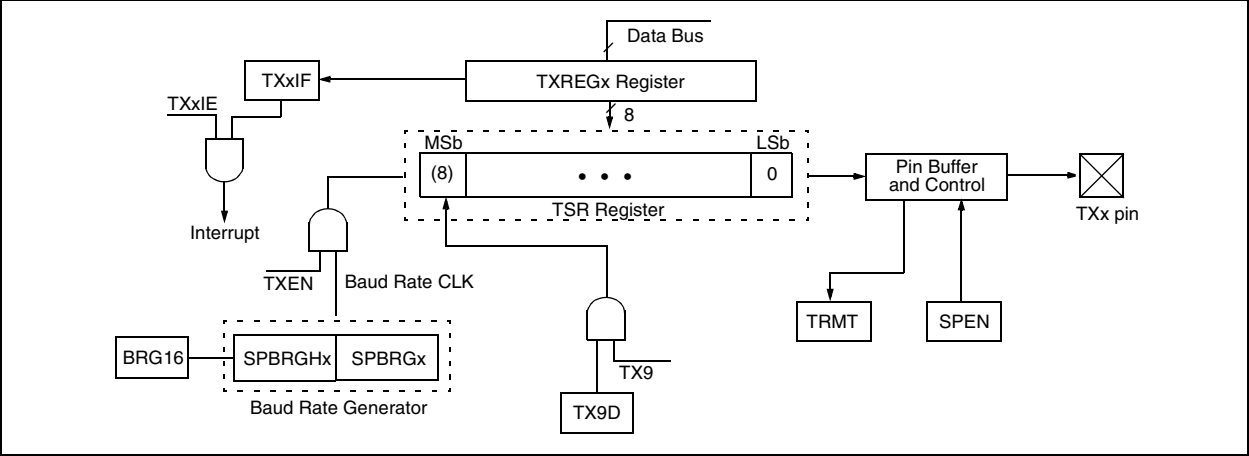 Data Bus
TXxIF
TXREGx Register
TXxIE
8
MSb
LSb
(8)
• • •
0
TSR Register
Pin Buffer
and Control
TXx pin
Interrupt
TXEN
Baud Rate CLK
TRMT
SPEN
BRG16
SPBRGHx
SPBRGx
TX9
Baud Rate Generator
TX9D